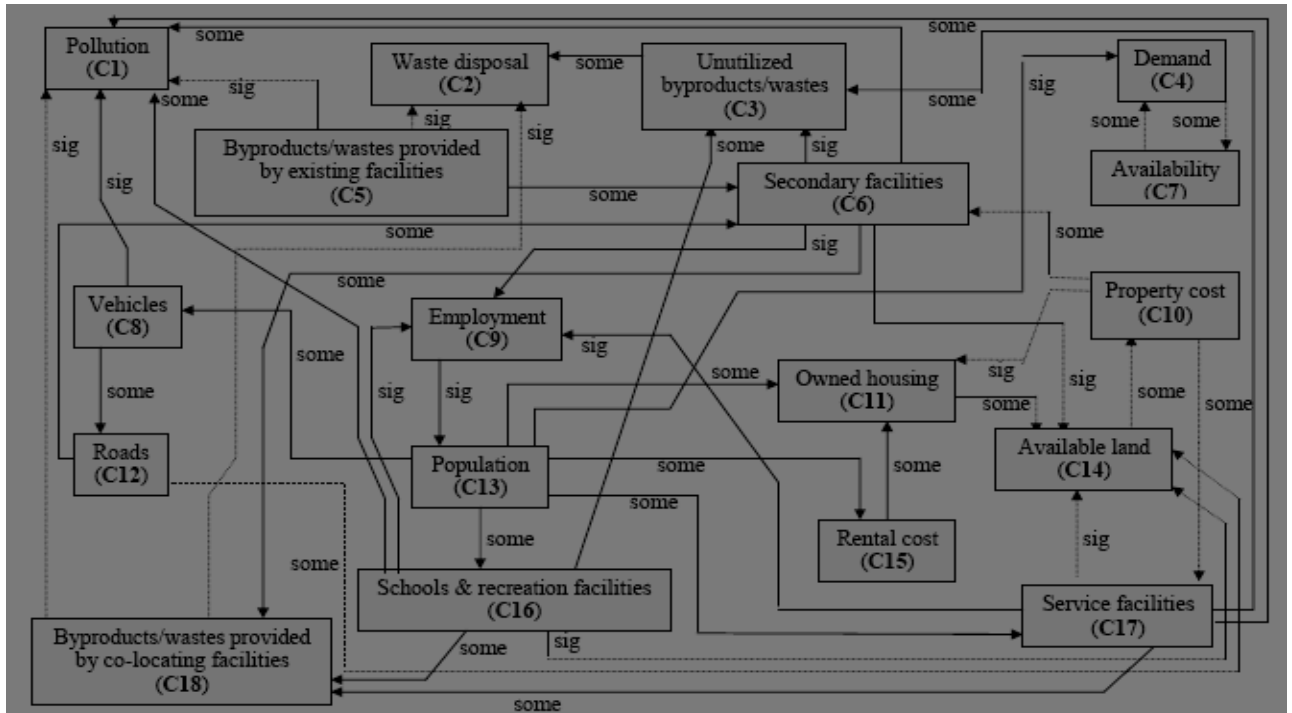 some
some
Pollution
(C1)
Waste disposal
(C2)
some
Unutilized
byproducts/wastes
(C3)
Demand
(C4)
sig
some
sig
some
sig
sig
some
sig
some
some
sig
Byproducts/wastes provided
by existing facilities
(C5)
some
Secondary facilities
(C6)
Availability
(C7)
some
sig
some
sig
some
Vehicles
(C8)
Employment
(C9)
Property cost
(C10)
some
sig
sig
some
sig
some
Owned housing
(C11)
sig
some
sig
some
some
Roads
(C12)
Population
(C13)
some
some
some
Available land
(C14)
some
some
Rental cost
(C15)
sig
Schools & recreation facilities
(C16)
Service facilities
(C17)
Byproducts/wastes provided
by co-locating facilities
(C18)
some
sig
some